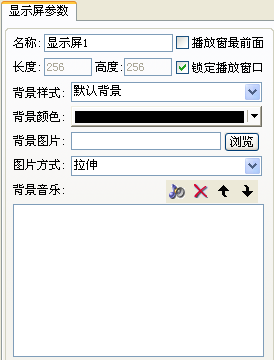 显示屏参数
名称: 显示屏1 播放窗最前面
长度: 256 高度: 256 锁定播放窗口
背景样式: 默认背景
背景颜色:
背景图片: 浏览
图片方式: 拉伸
背景音乐: